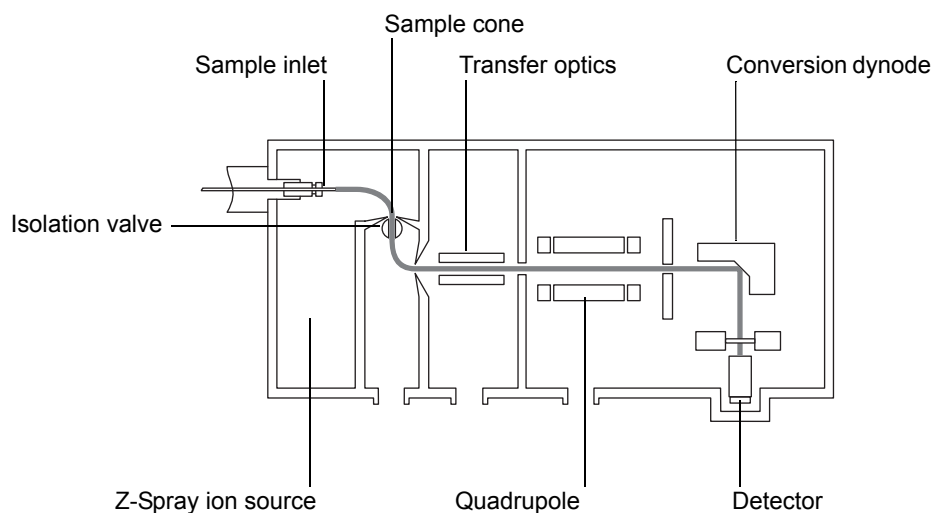 Sample cone
Sample inlet
Transfer optics
Conversion dynode
Isolation valve
Z-Spray ion source
Quadrupole
Detector